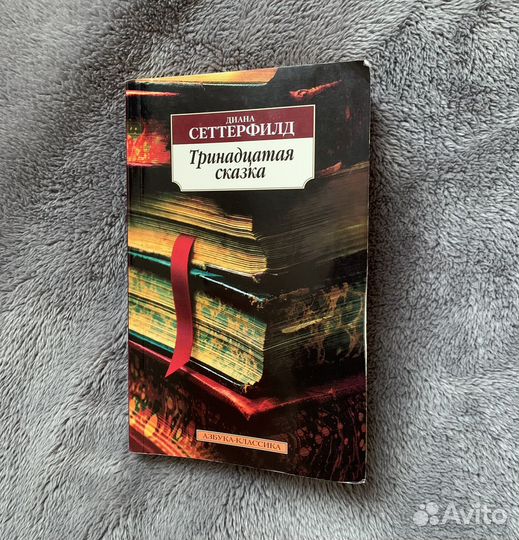 ДИАНА
СЕТТЕРФИЛД
Тринадцатая
сказка
АЗБУКА-КЛАССИКА
Avito